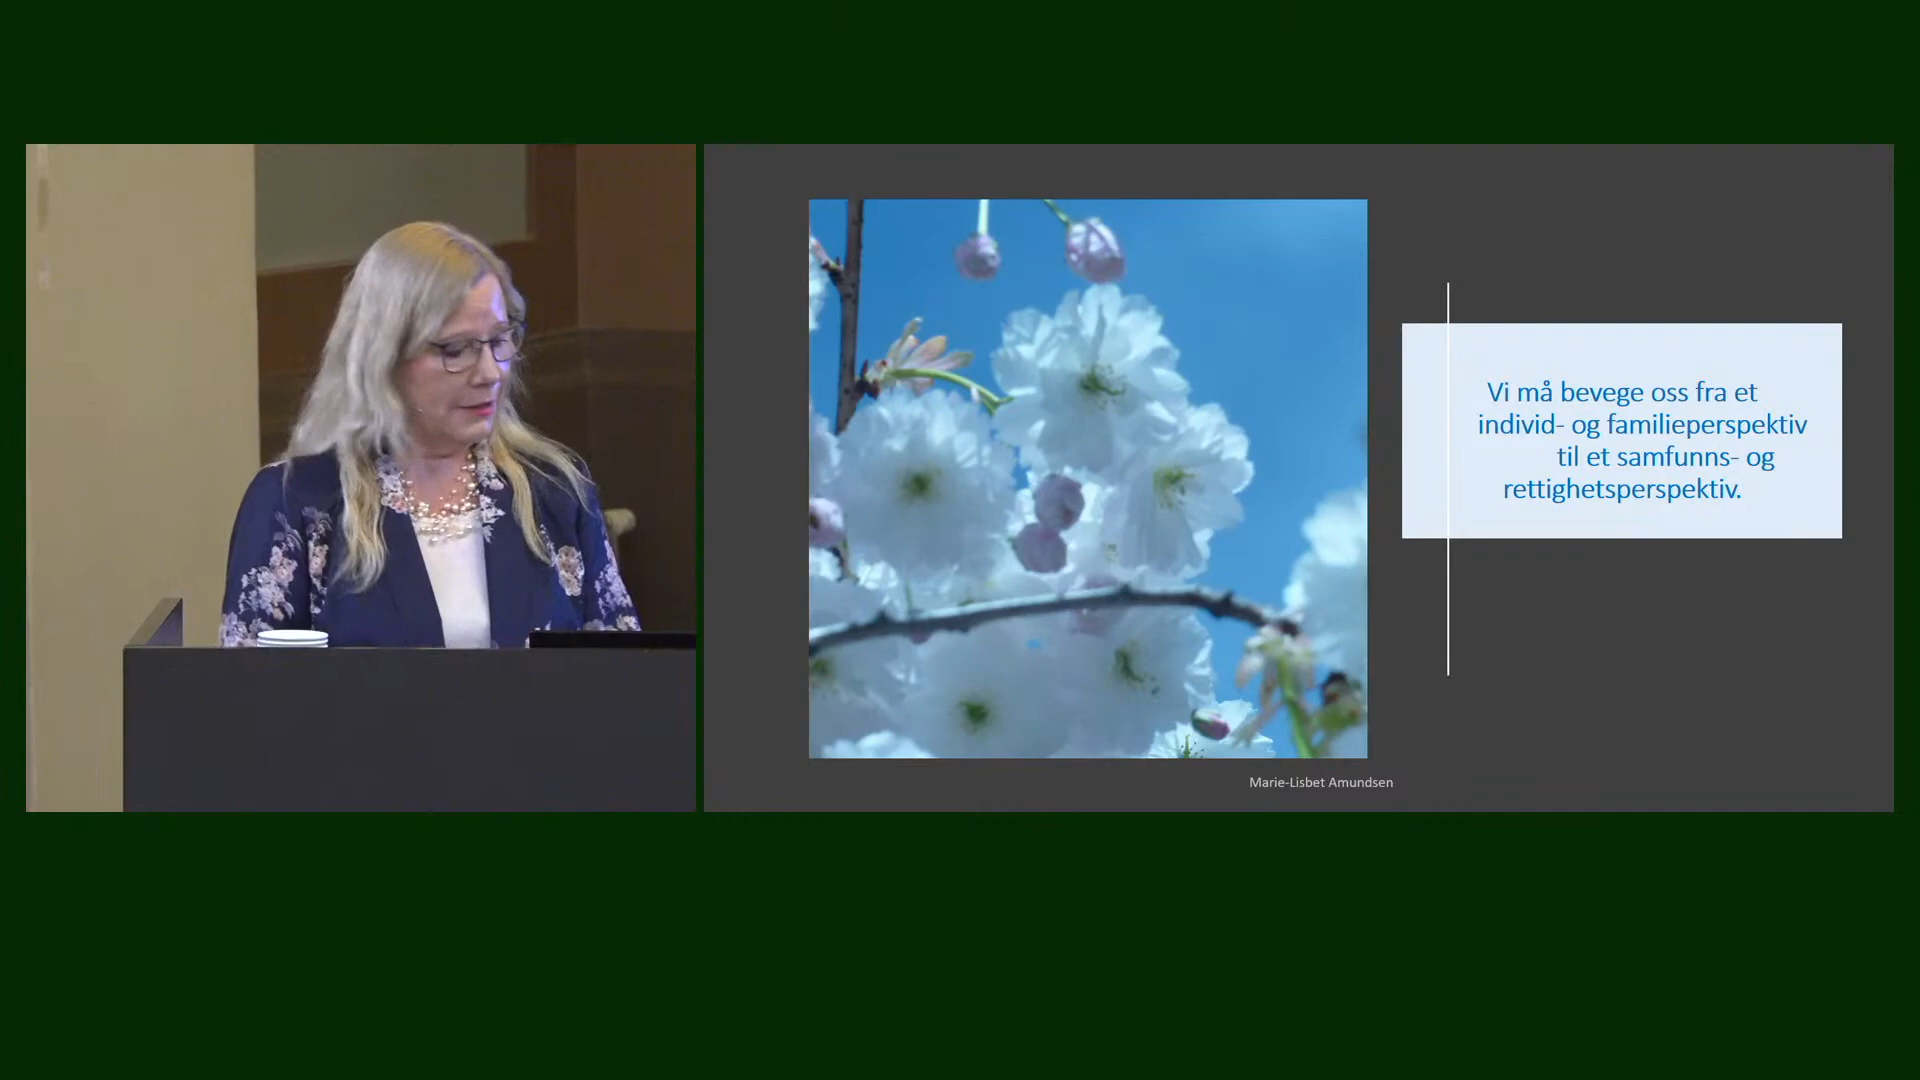 Vi må bevege oss fra et
individ- og familieperspektiv
til et samfunns- og
rettighetsperspektiv.
Marie-Lisbet Amundsen